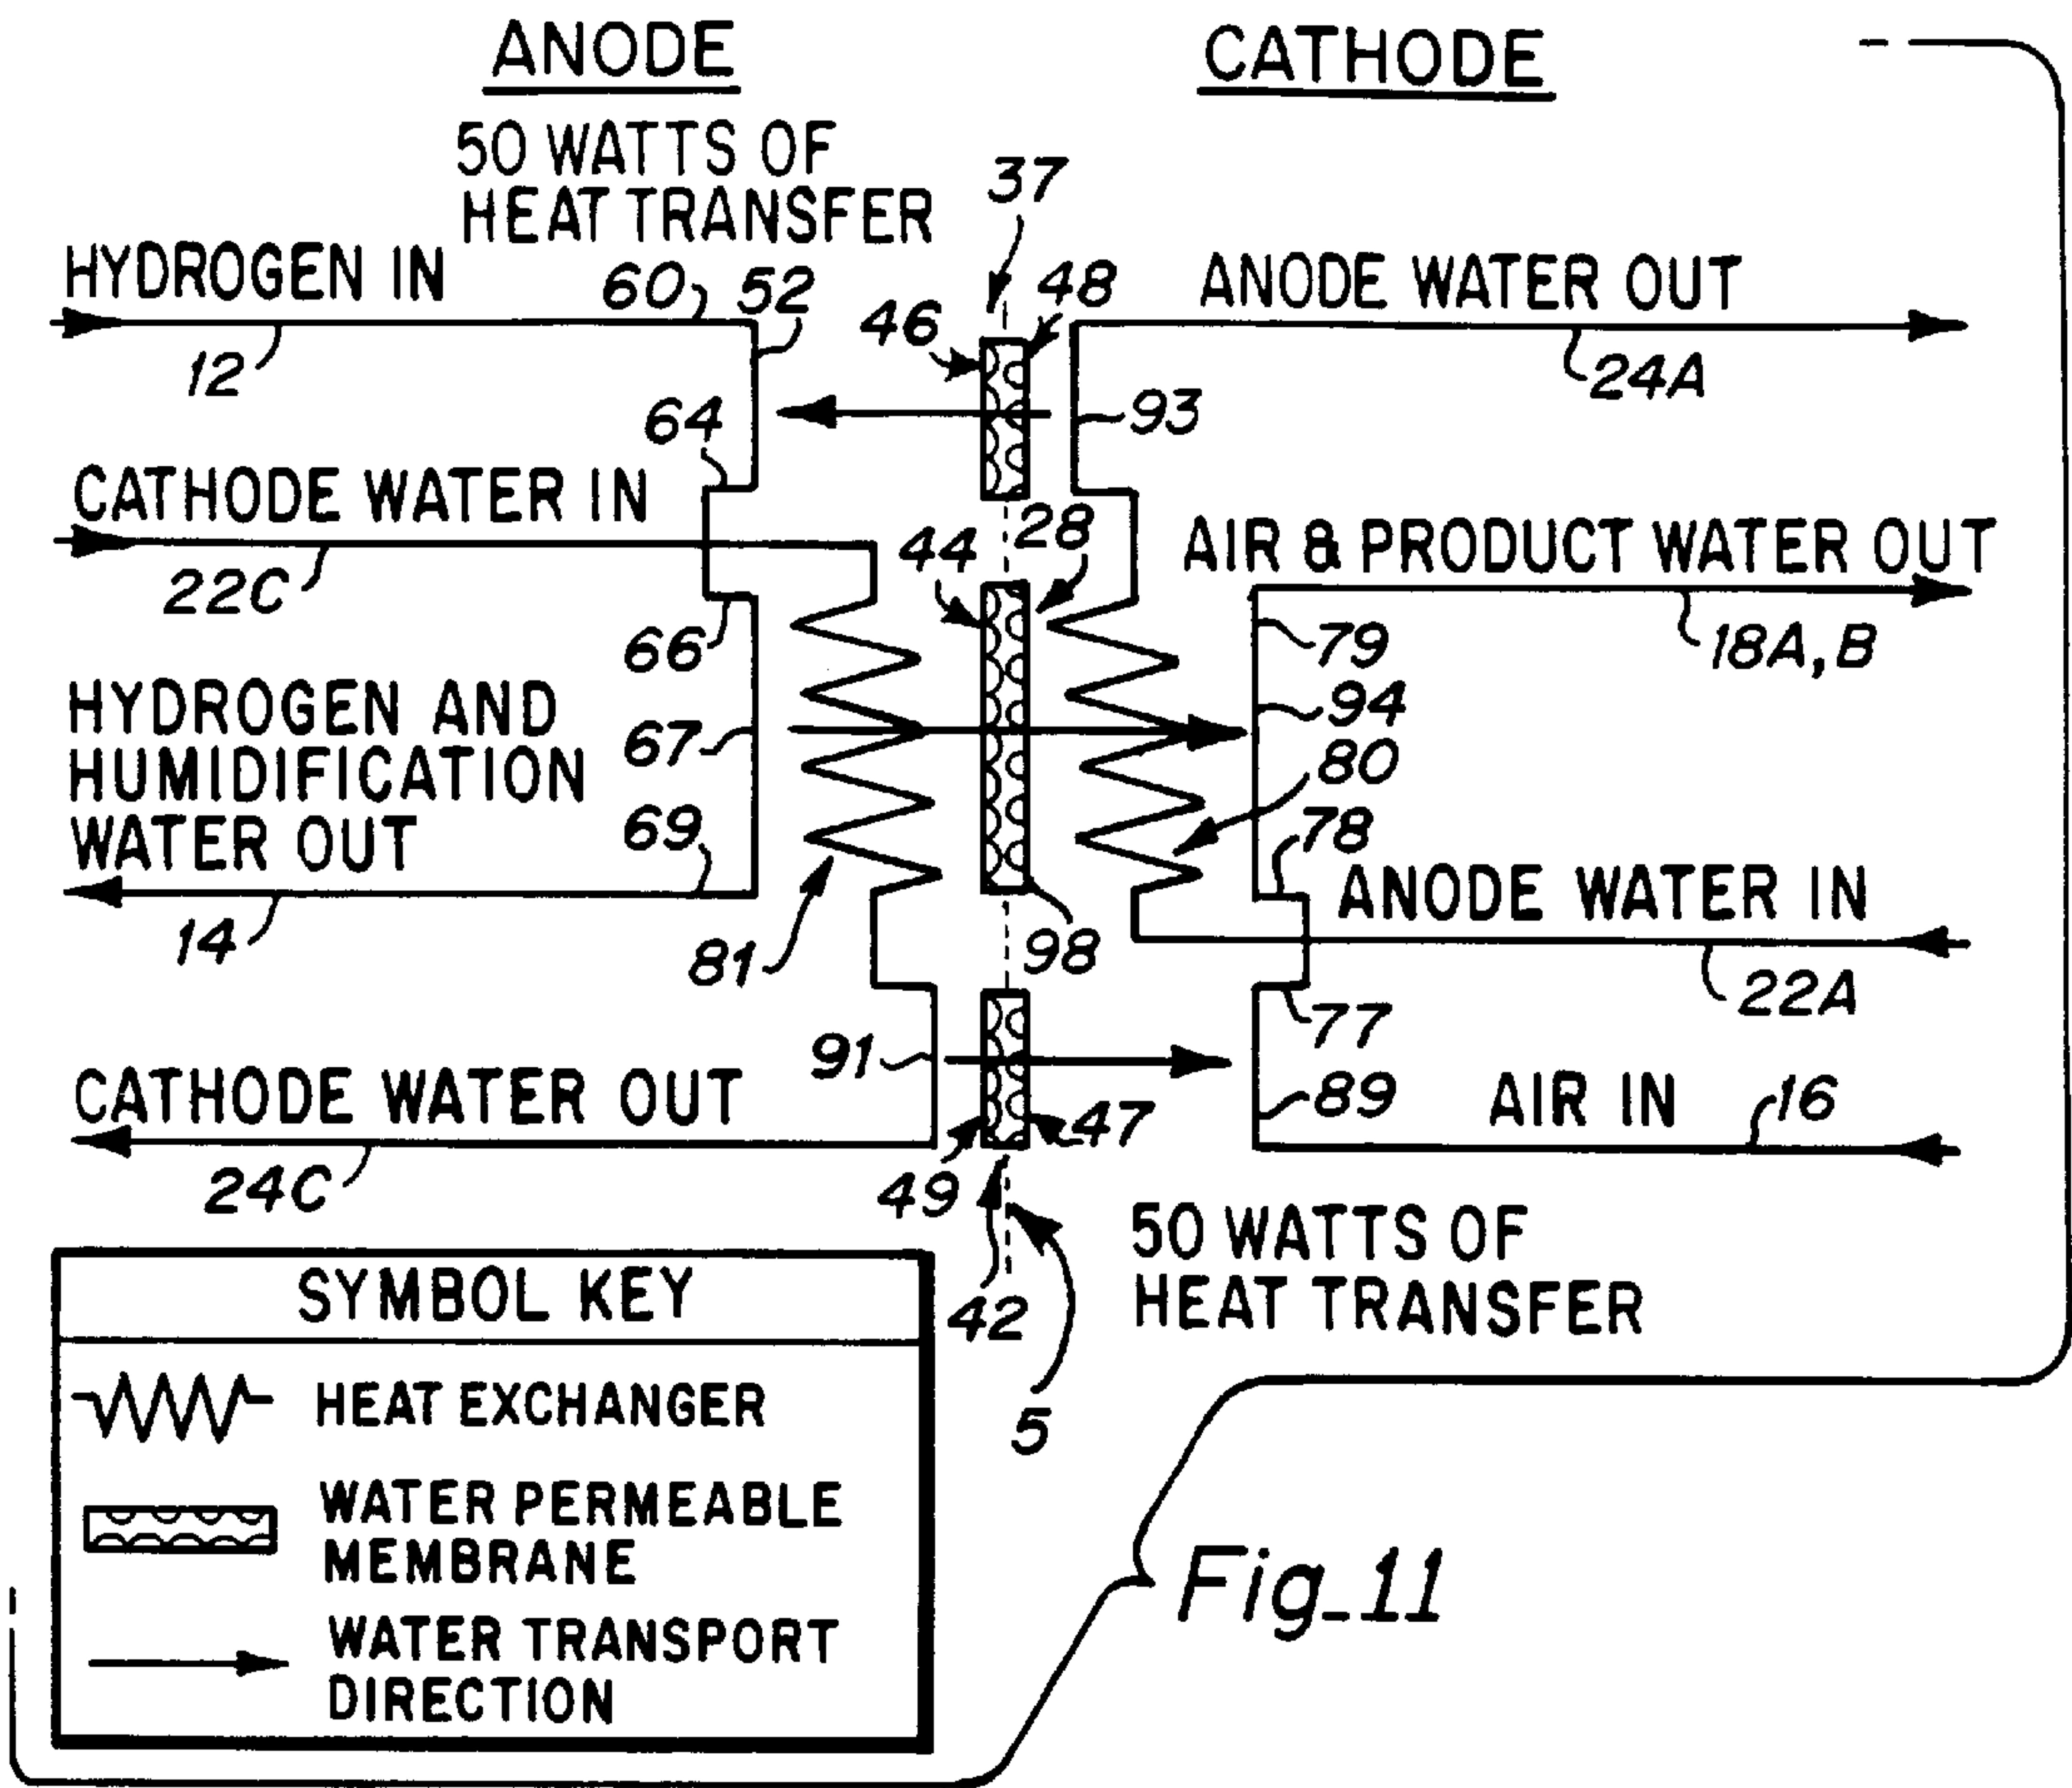 ANODE
CATHODE
50 WATTS OF
HEAT TRANSFER
37
HYDROGEN IN
60
52
46
48
ANODE WATER OUT
12
24A
64
93
CATHODE WATER IN
44
28
AIR & PRODUCT WATER OUT
22C
66
79
18A, B
HYDROGEN AND
HUMIDIFICATION
WATER OUT
67
94
80
69
78
ANODE WATER IN
14
81
98
22A
77
91
89
AIR IN
16
CATHODE WATER OUT
47
24C
49
50 WATTS OF
HEAT TRANSFER
42
5
SYMBOL KEY
HEAT EXCHANGER
WATER PERMEABLE
MEMBRANE
WATER TRANSPORT
DIRECTION
Fig_11